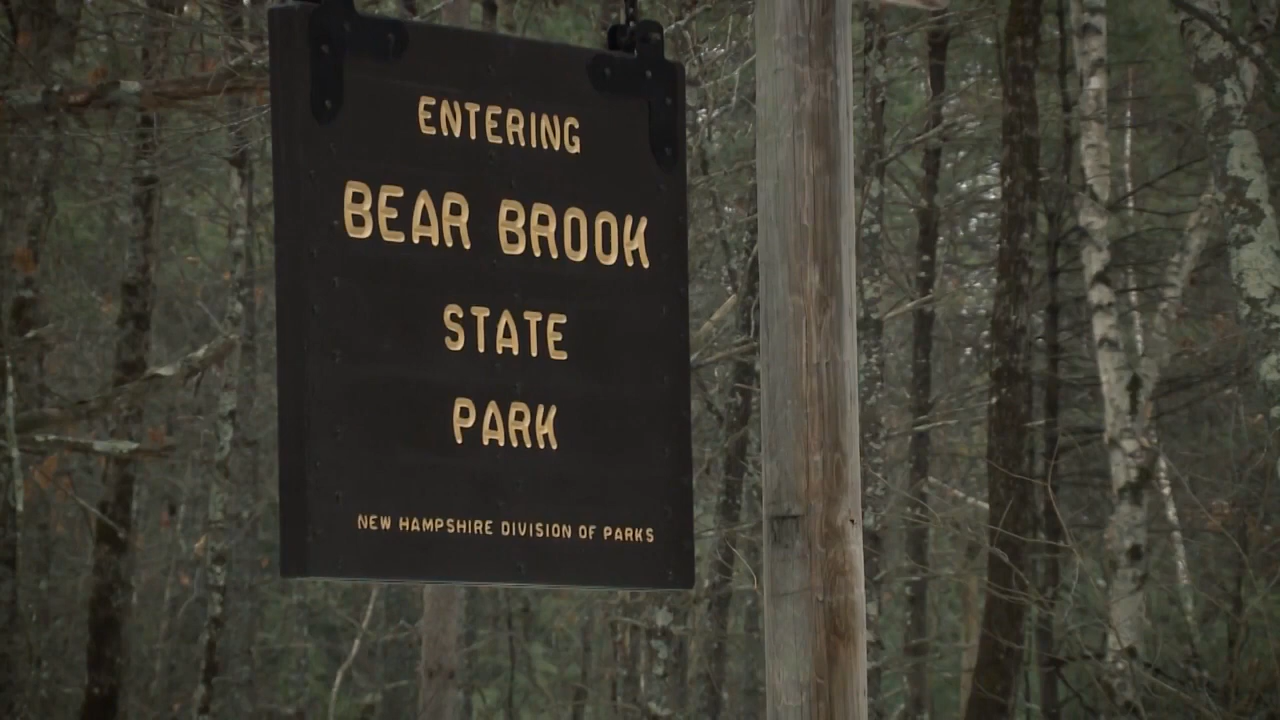 ENTERING
BEAR BROOK
STATE
PARK
NEW HAMPSHIRE DIVISION OF PARKS